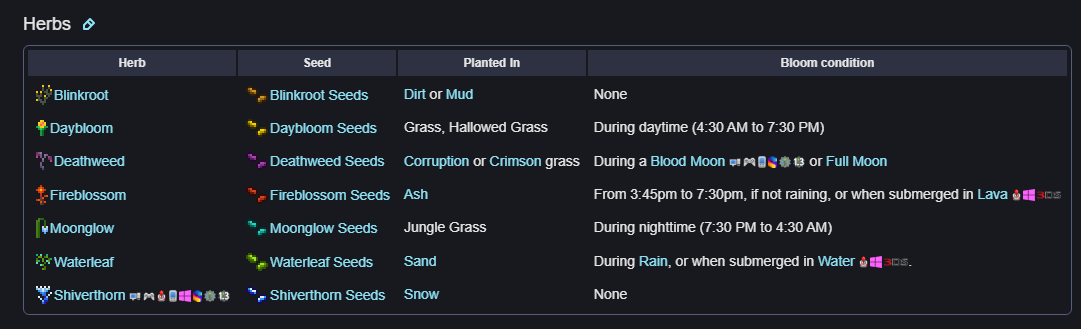 Herbs
Herb Seed Planted In Bloom condition
Blinkroot Blinkroot Seeds Dirt or Mud None
Daybloom Daybloom Seeds Grass, Hallowed Grass During daytime (4:30 AM to 7:30 PM)
Deathweed Deathweed Seeds Corruption or Crimson grass During a Blood Moon or Full Moon
Fireblossom Fireblossom Seeds Ash From 3:45pm to 7:30pm, if not raining, or when submerged in Lava 3DS
Moonglow Moonglow Seeds Jungle Grass During nighttime (7:30 PM to 4:30 AM)
Waterleaf Waterleaf Seeds Sand During Rain, or when submerged in Water 3DS.
Shiverthorn Shiverthorn Seeds Snow None